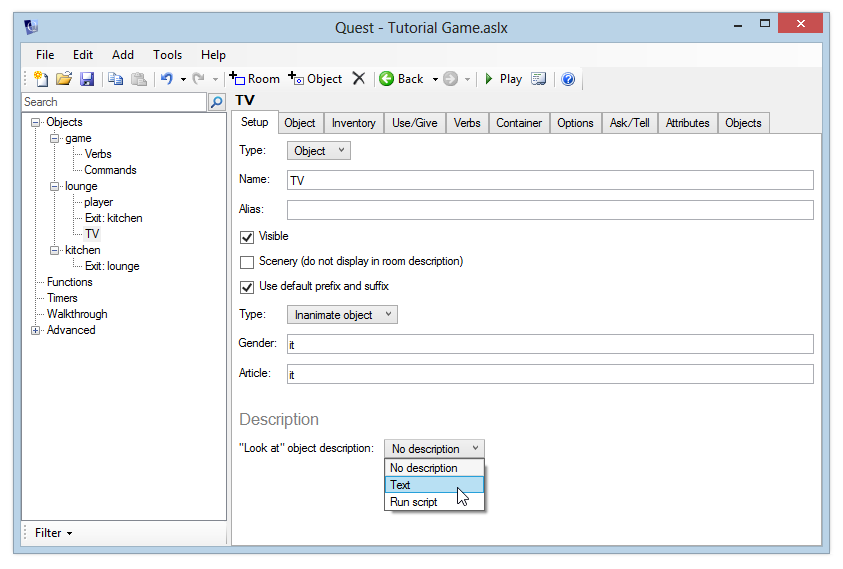 Quest - Tutorial Game.aslx
File Edit Add Tools Help
Room Object Back Play
Search
TV
Objects
game
Verbs
Commands
lounge
player
Exit: kitchen
TV
kitchen
Exit: lounge
Functions
Timers
Walkthrough
Advanced
Filter
Setup Object Inventory Use/Give Verbs Container Options Ask/Tell Attributes Objects
Type: Object
Name: TV
Alias:
Visible
Scenery (do not display in room description)
Use default prefix and suffix
Type: Inanimate object
Gender: it
Article: it
Description
"Look at" object description: No description
No description
Text
Run script